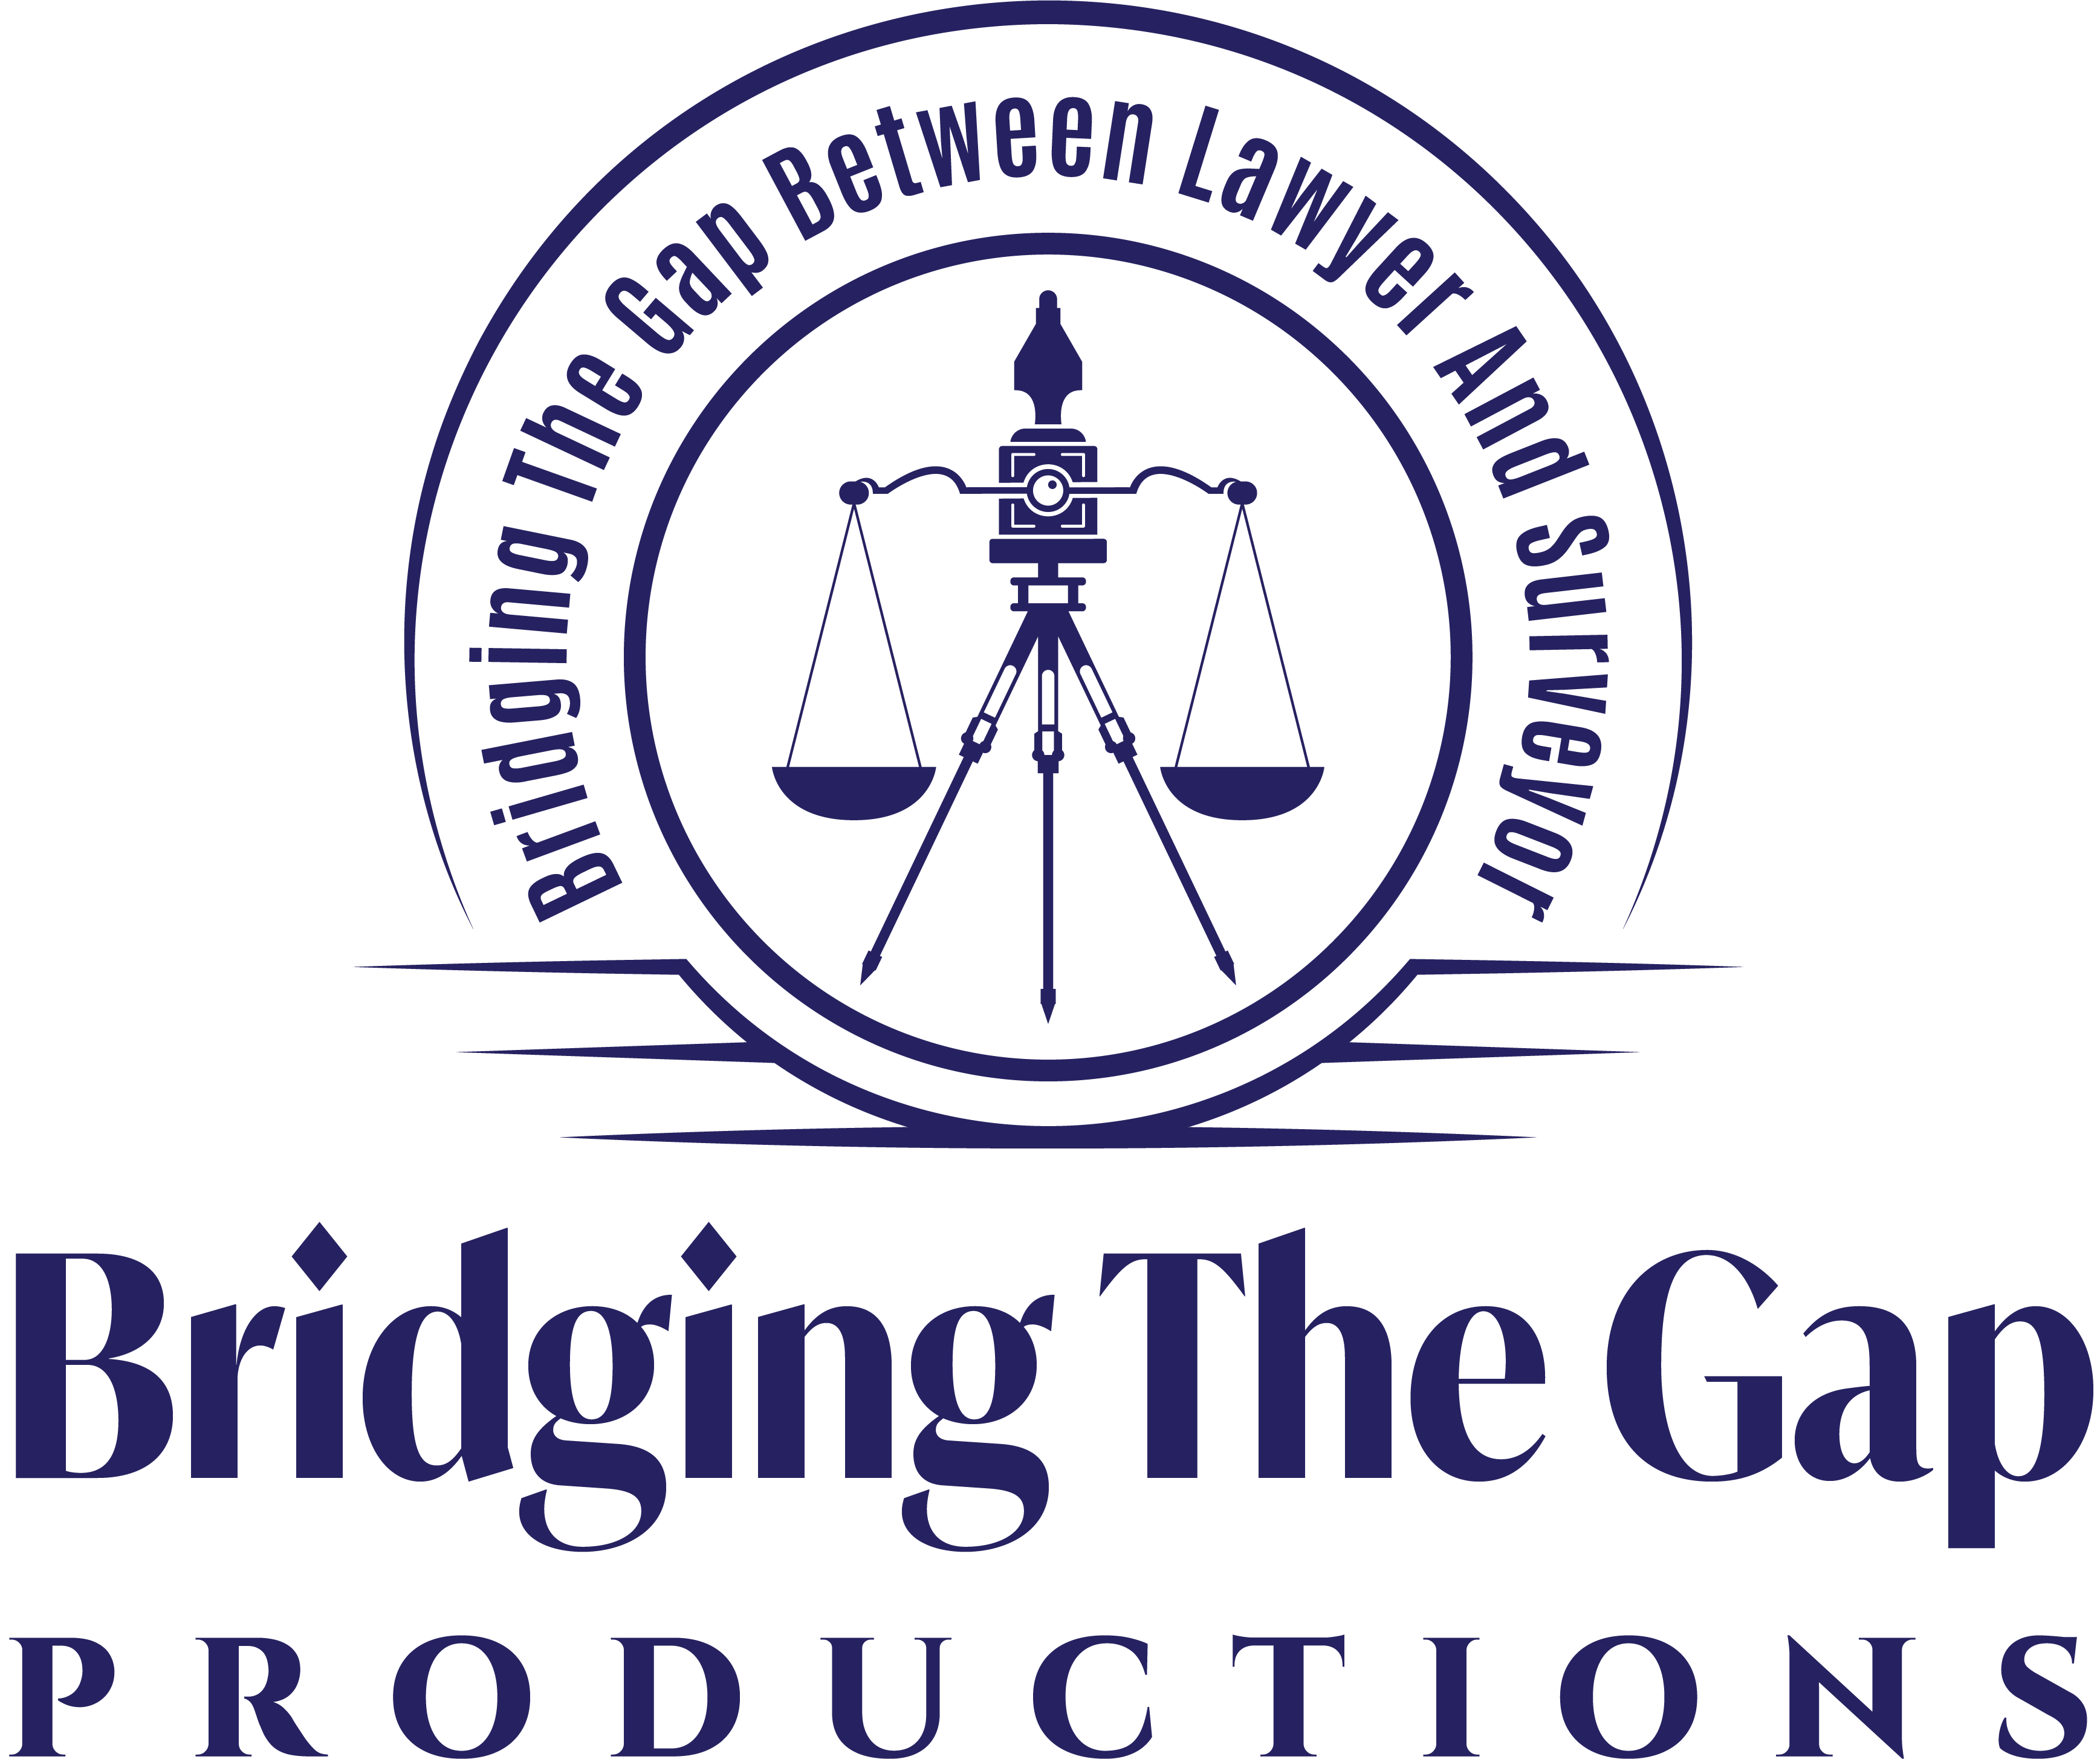 Bridging The Gap Between Lawyer And Surveyor
Bridging The Gap
PRODUCTIONS